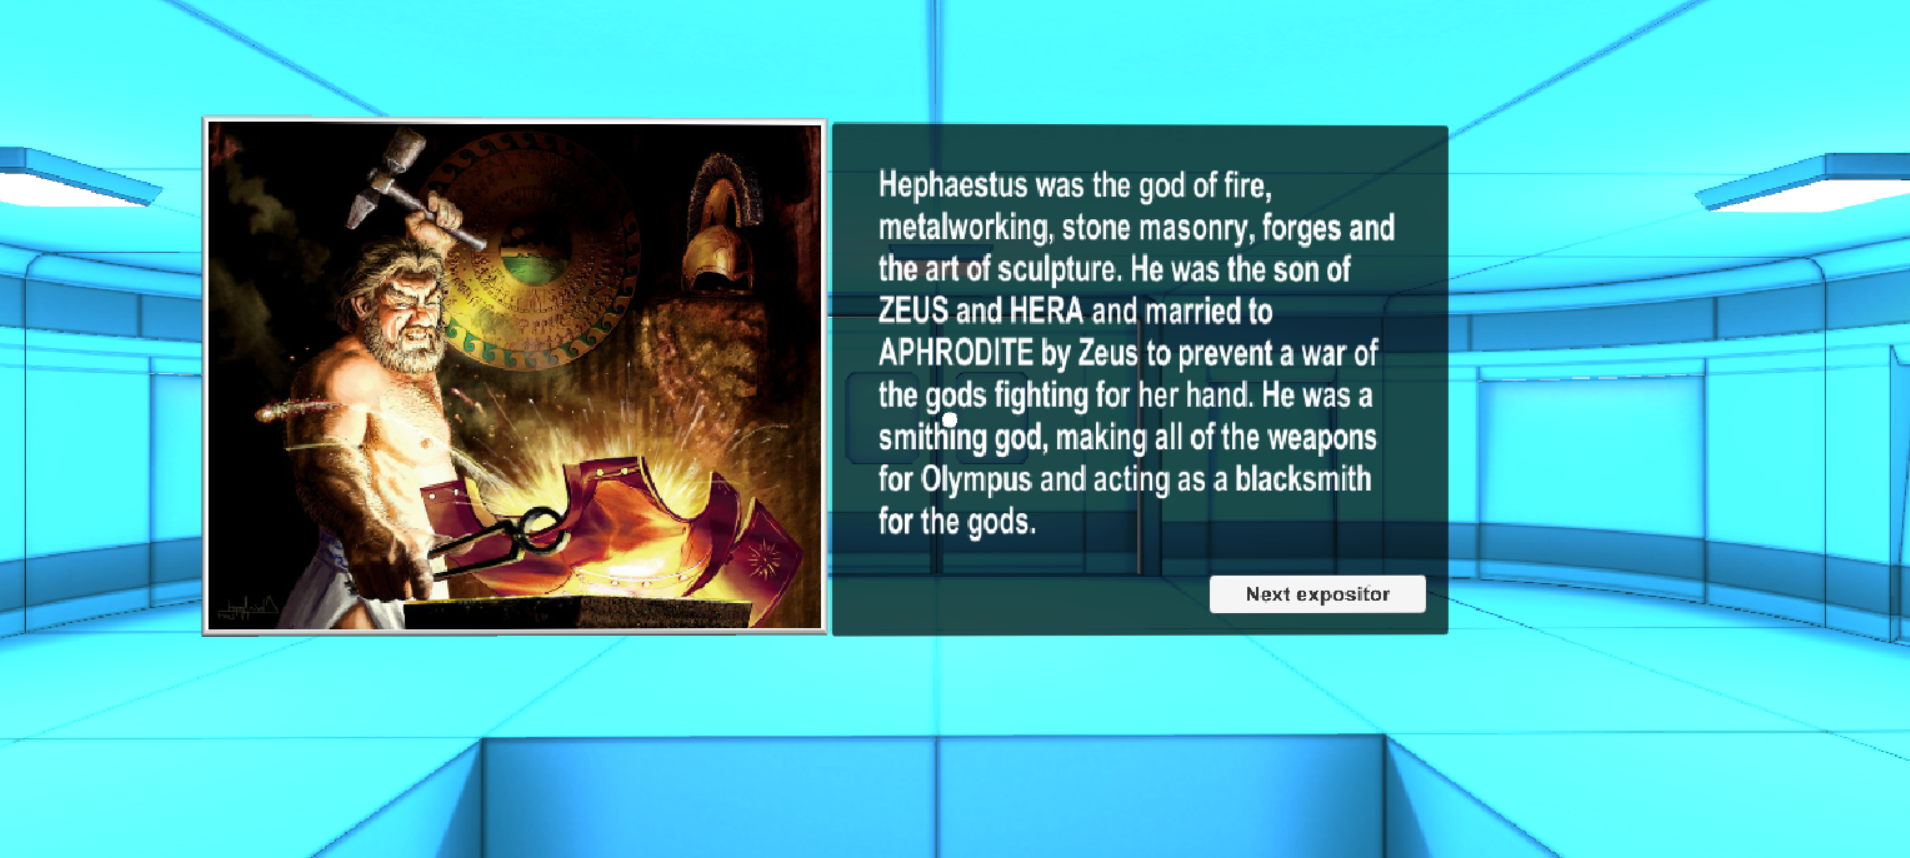 Hephaestus was the god of fire,
metalworking, stone masonry, forges and
the art of sculpture. He was the son of
ZEUS and HERA and married to
APHRODITE by Zeus to prevent a war of
the gods fighting for her hand. He was a
smithing god, making all of the weapons
for Olympus and acting as a blacksmith
for the gods.
Next expositor